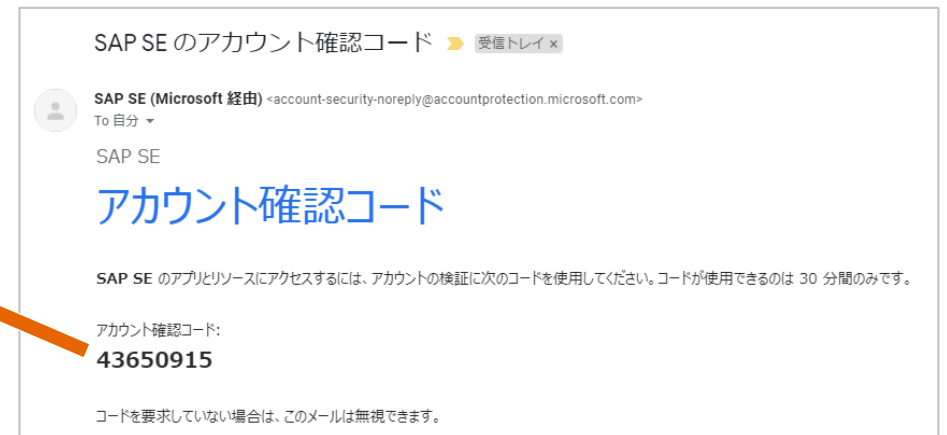 SAP SE のアカウント確認コード 受信トレイ ×
SAP SE (Microsoft 経由) <account-security-noreply@accountprotection.microsoft.com>
To 自分
SAP SE
アカウント確認コード
SAP SE のアプリとリソースにアクセスするには、アカウントの検証に次のコードを使用してください。コードが使用できるのは 30 分間のみです。
アカウント確認コード:
43650915
コードを要求していない場合は、このメールは無視できます。